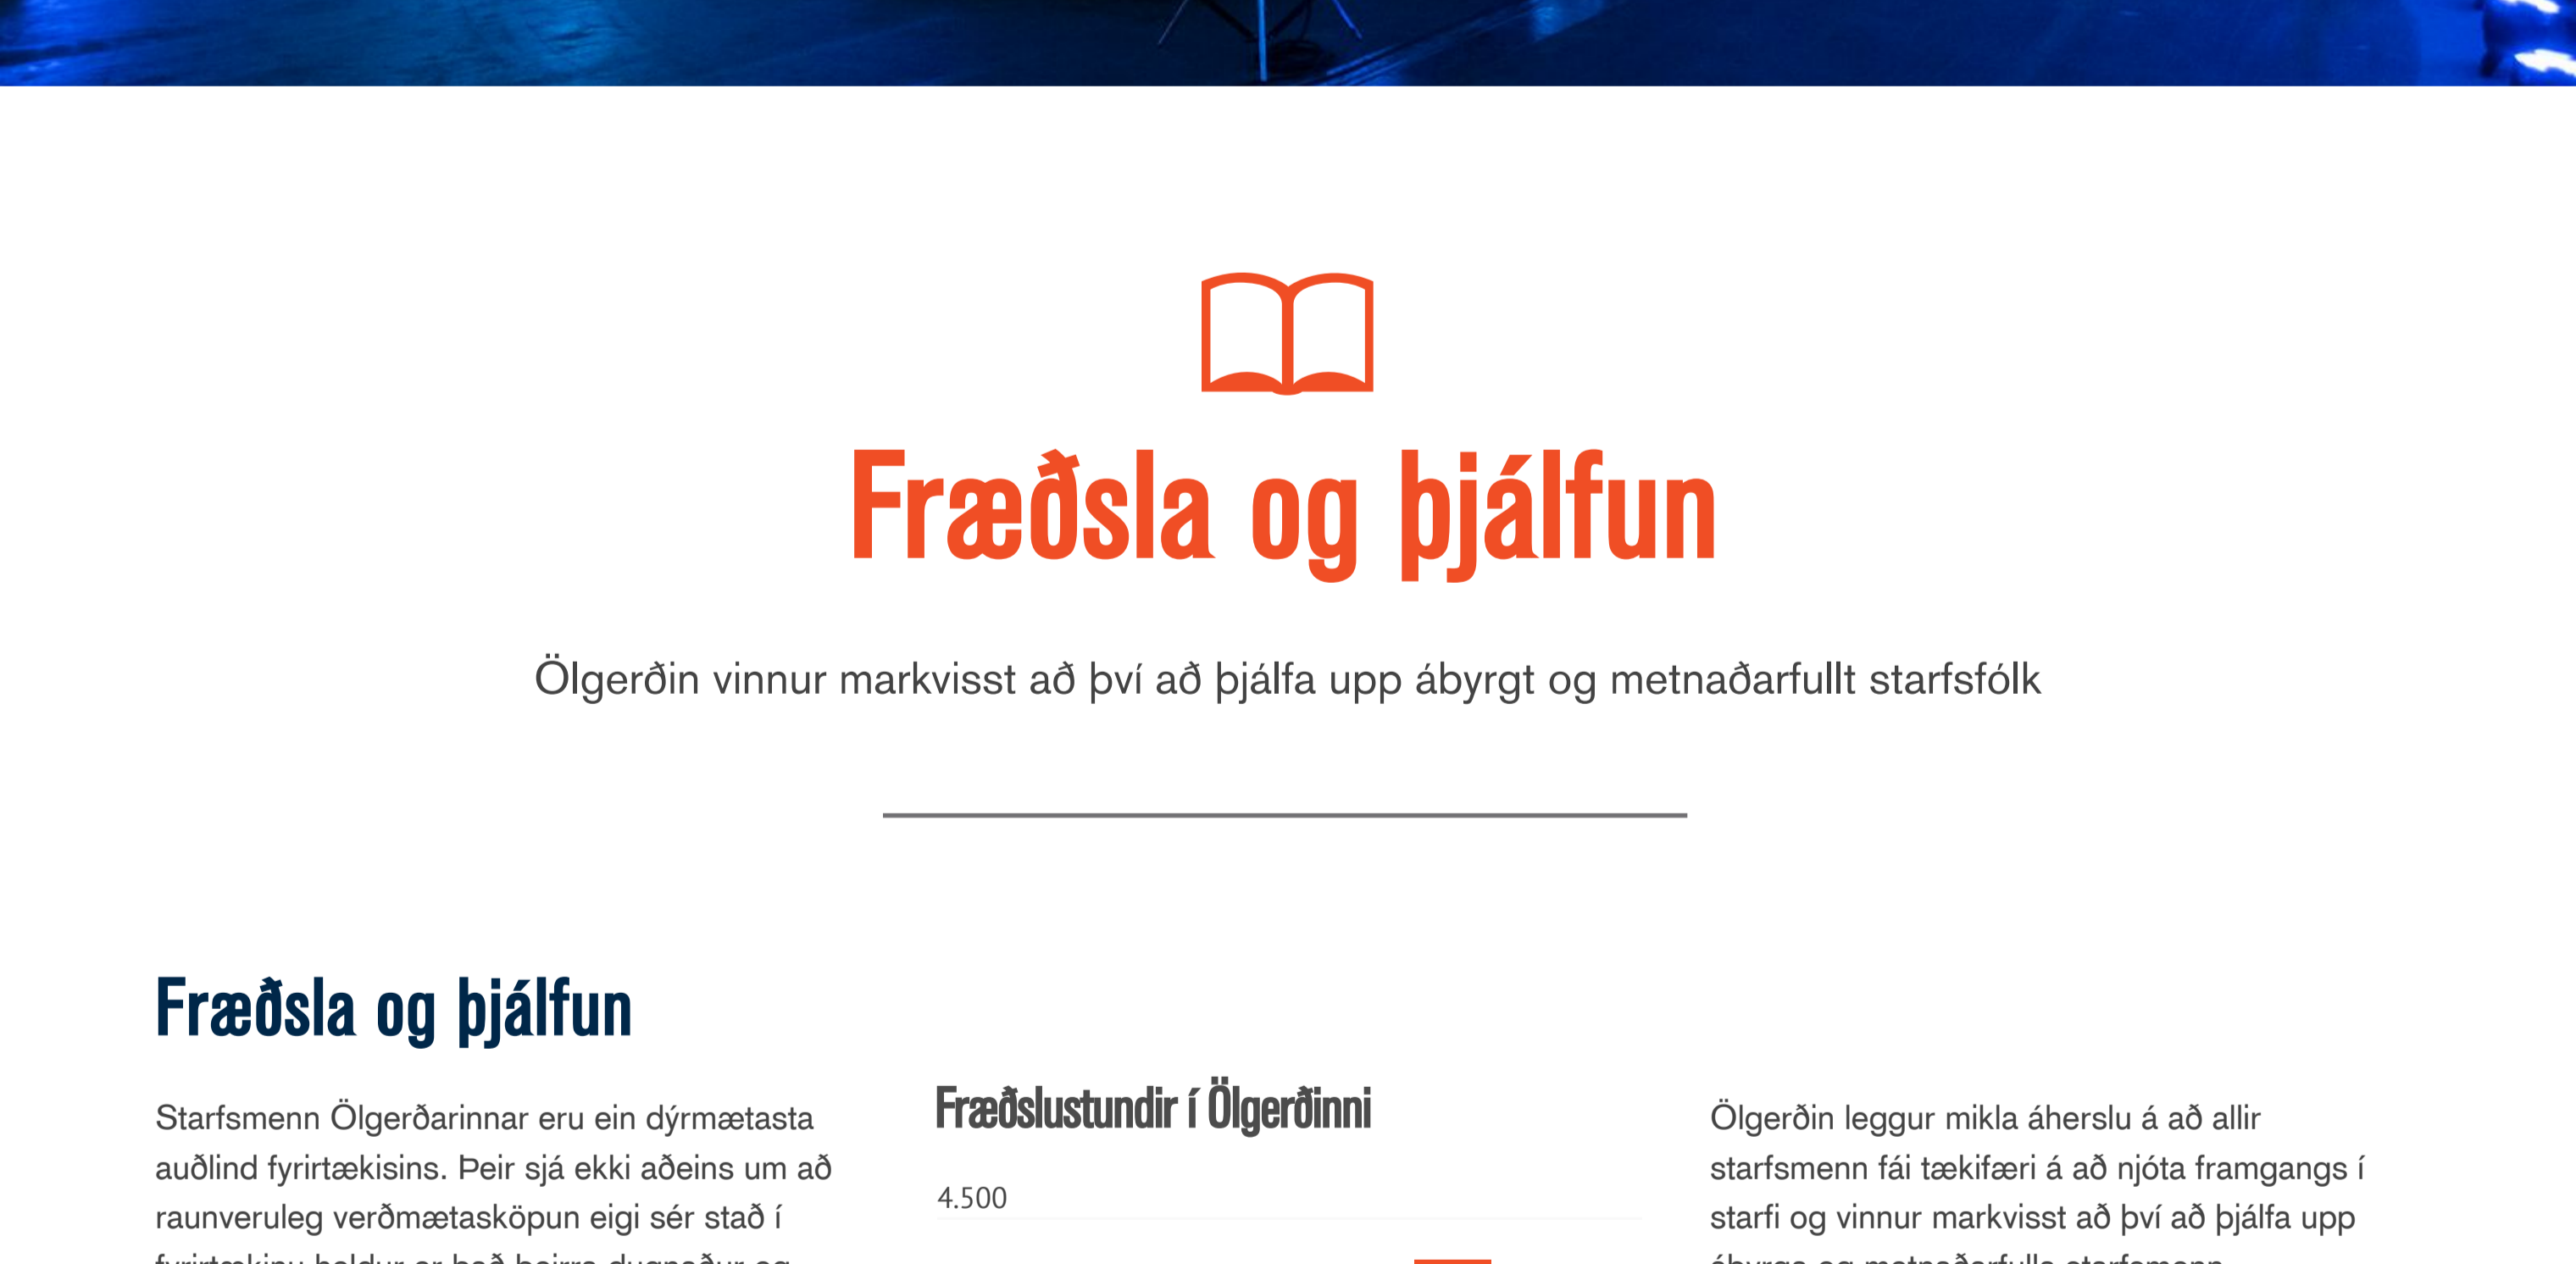 Fræðsla og þjálfun
Ölgerðin vinnur markvisst að því að þjálfa upp ábyrgt og metnaðarfullt starfsfólk
Fræðsla og þjálfun
Starfsmenn Ölgerðarinnar eru ein dýrmætasta
auðlind fyrirtækisins. Þeir sjá ekki aðeins um að
raunveruleg verðmætasköpun eigi sér stað í
Fræðslustundir í Ölgerðinni
4.500
Ölgerðin leggur mikla áherslu á að allir
starfsmenn fái tækifæri á að njóta framgangs í
starfi og vinnur markvisst að því að þjálfa upp